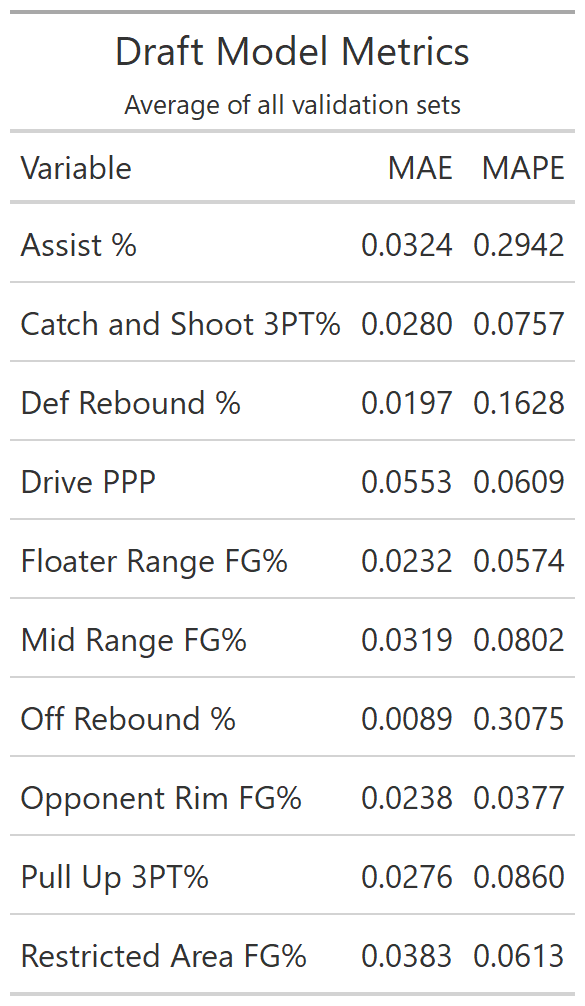 Draft Model Metrics
Average of all validation sets
Variable MAE MAPE
Assist % 0.0324 0.2942
Catch and Shoot 3PT% 0.0280 0.0757
Def Rebound % 0.0197 0.1628
Drive PPP 0.0553 0.0609
Floater Range FG% 0.0232 0.0574
Mid Range FG% 0.0319 0.0802
Off Rebound % 0.0089 0.3075
Opponent Rim FG% 0.0238 0.0377
Pull Up 3PT% 0.0276 0.0860
Restricted Area FG% 0.0383 0.0613